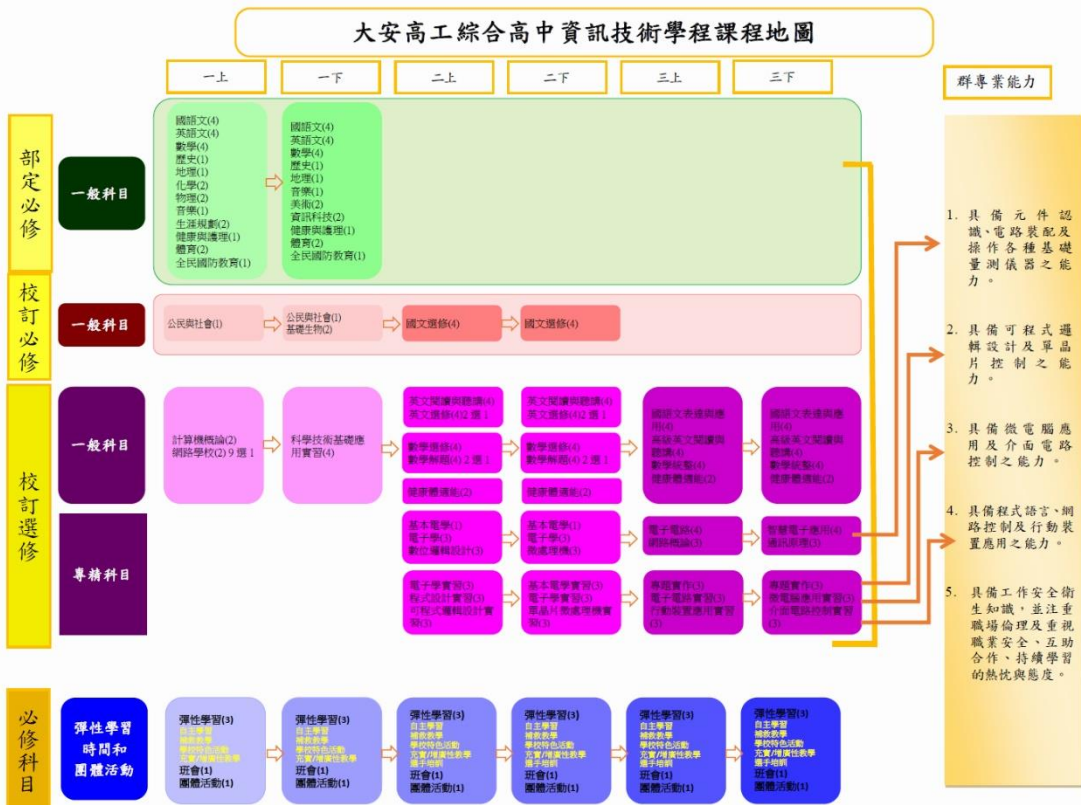 大安高工綜合高中資訊技術學程課程地圖
一上
一下
二上
二下
三上
三下
群專業能力
部定必修
一般科目
國語文(4)
英語文(4)
數學(4)
歷史(1)
地理(1)
化學(2)
物理(2)
音樂(1)
生涯規劃(2)
健康與護理(1)
體育(2)
全民國防教育(1)
國語文(4)
英語文(4)
數學(4)
歷史(1)
地理(1)
音樂(1)
美術(2)
資訊科技(2)
健康與護理(1)
體育(2)
全民國防教育(1)
校訂必修
一般科目
公民與社會(1)
公民與社會(1)
基礎生物(2)
國文選修(4)
國文選修(4)
校訂選修
一般科目
計算機概論(2)
網路學校(2) 9 選 1
科學技術基礎應
用實習(4)
英文閱讀與聽講(4)
英文選修(4)2 選 1
數學選修(4)
數學解題(4) 2 選 1
健康體適能(2)
英文閱讀與聽講(4)
英文選修(4)2 選 1
數學選修(4)
數學解題(4) 2 選 1
健康體適能(2)
國語文表達與應
用(4)
高級英文閱讀與
聽講(4)
數學統整(4)
健康體適能(2)
國語文表達與應
用(4)
高級英文閱讀與
聽講(4)
數學統整(4)
健康體適能(2)
專精科目
基本電學(1)
電子學(3)
數位邏輯設計(3)
基本電學(1)
電子學(3)
微處理機(3)
電子電路(4)
網路概論(3)
智慧電子應用(4)
通訊原理(3)
電子學實習(3)
程式設計實習(3)
可程式邏輯設計實
習(3)
基本電學實習(3)
電子學實習(3)
單晶片微處理機實
習(3)
專題實作(3)
電子電路實習(3)
行動裝置應用實習
(3)
專題實作(3)
微電腦應用實習(3)
介面電路控制實習
(3)
1. 具備元件認
識、電路裝配及
操作各種基礎
量測儀器之能
力。
2. 具備可程式邏
輯設計及單晶
片控制之能
力。
3. 具備微電腦應
用及介面電路
控制之能力。
4. 具備程式語言、網
路控制及行動裝
置應用之能力。
5. 具備工作安全衛
生知識，並注重
職場倫理及重視
職業安全、互助
合作、持續學習
的熱忱與態度。
必修科目
彈性學習
時間和
團體活動
彈性學習(3)
自主學習
補救教學
學校特色活動
充實/增廣性教學
班會(1)
團體活動(1)
彈性學習(3)
自主學習
補救教學
學校特色活動
充實/增廣性教學
班會(1)
團體活動(1)
彈性學習(3)
自主學習
補救教學
學校特色活動
充實/增廣性教學
選手培訓
班會(1)
團體活動(1)
彈性學習(3)
自主學習
補救教學
學校特色活動
充實/增廣性教學
選手培訓
班會(1)
團體活動(1)
彈性學習(3)
自主學習
補救教學
學校特色活動
充實/增廣性教學
選手培訓
班會(1)
團體活動(1)
彈性學習(3)
自主學習
補救教學
學校特色活動
充實/增廣性教學
選手培訓
班會(1)
團體活動(1)